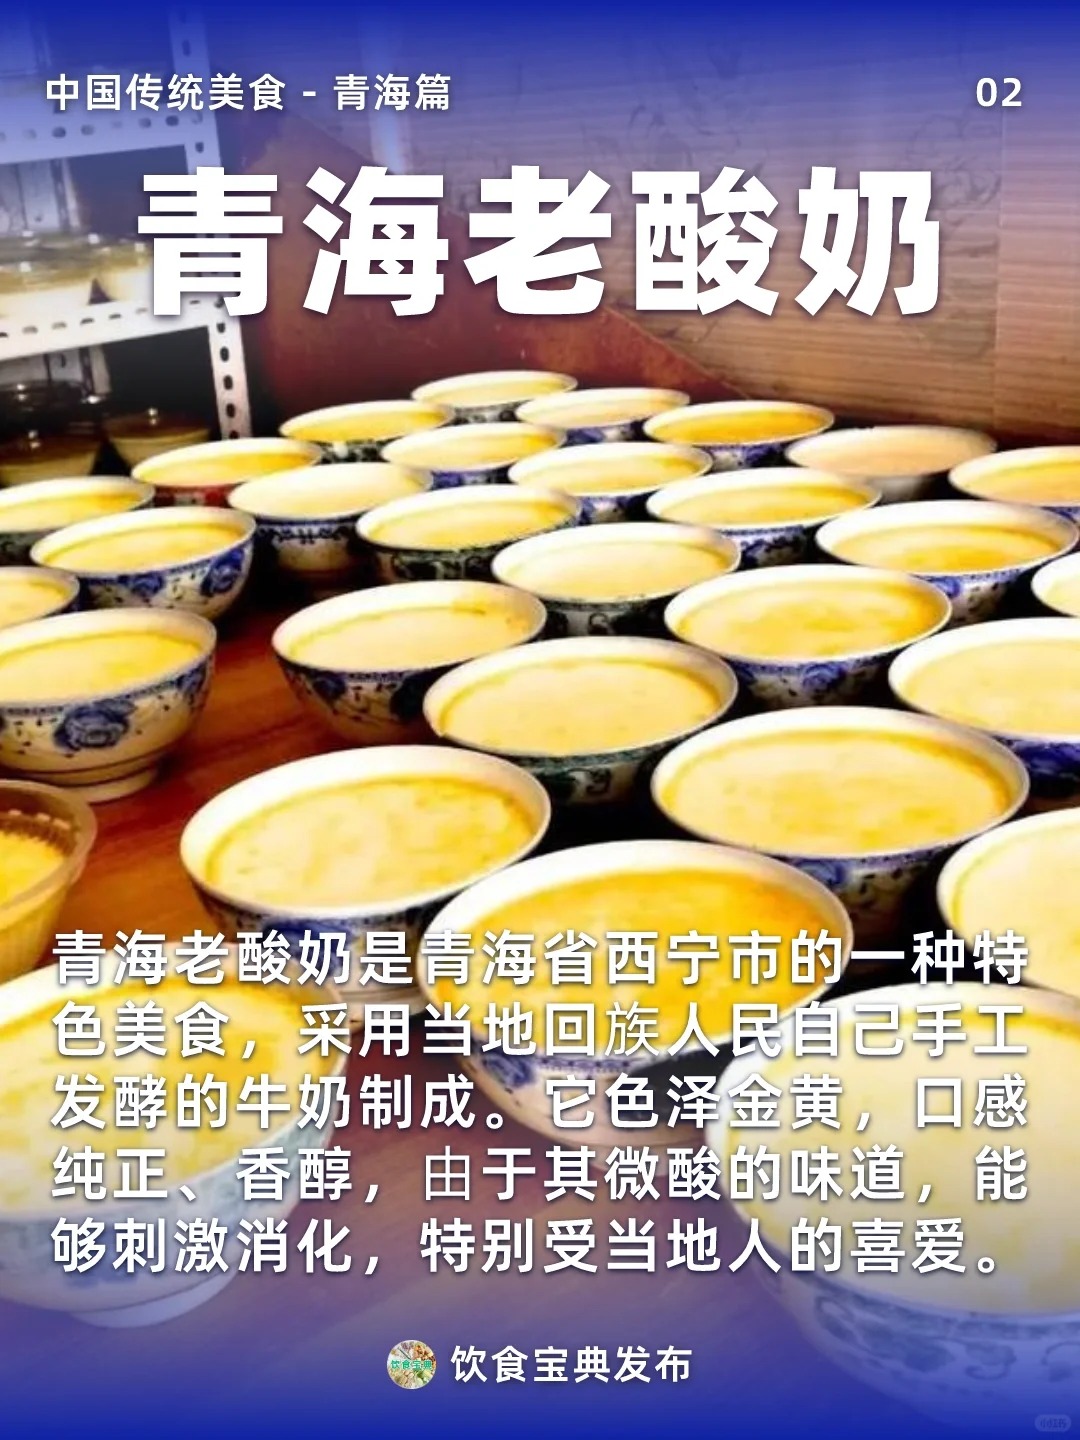 中国传统美食 - 青海篇
02
青海老酸奶
青海老酸奶是青海省西宁市的一种特
色美食，采用当地回族人民自己手工
发酵的牛奶制成。它色泽金黄，口感
纯正、香醇，由于其微酸的味道，能
够刺激消化，特别受当地人的喜爱。
饮食宝典
饮食宝典发布